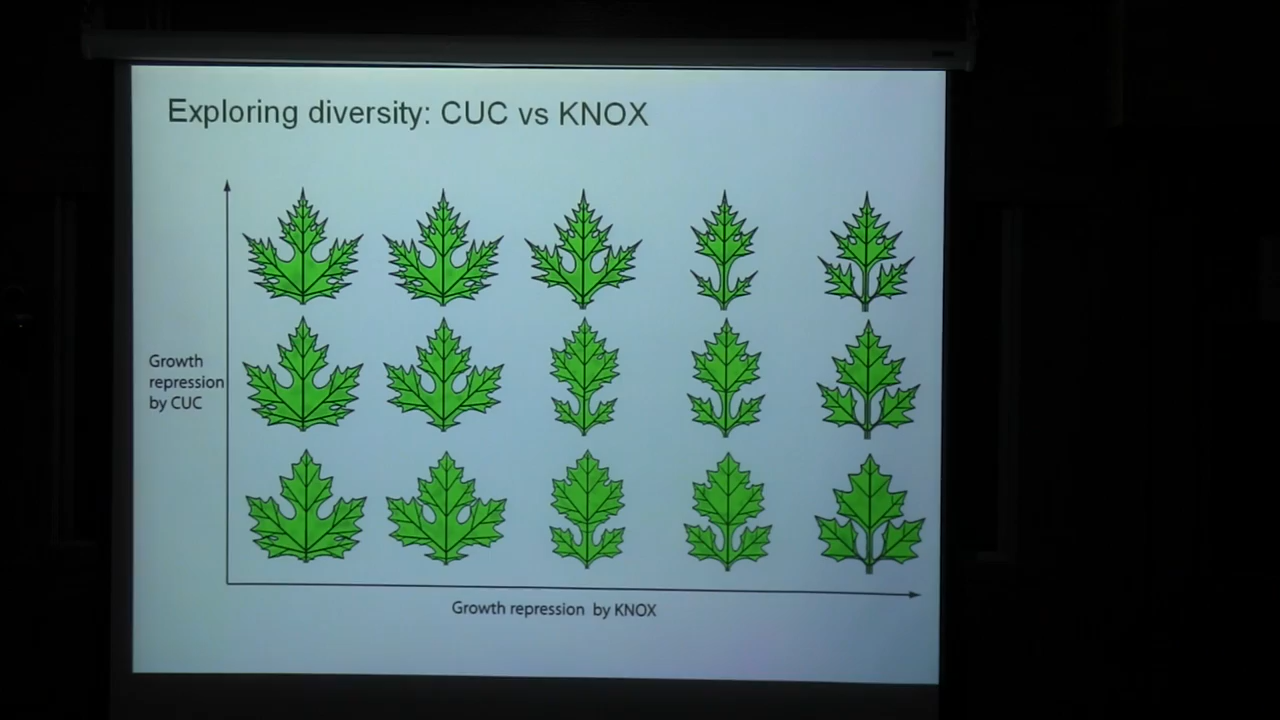 Exploring diversity: CUC vs KNOX
Growth
repression
by CUC
Growth repression by KNOX